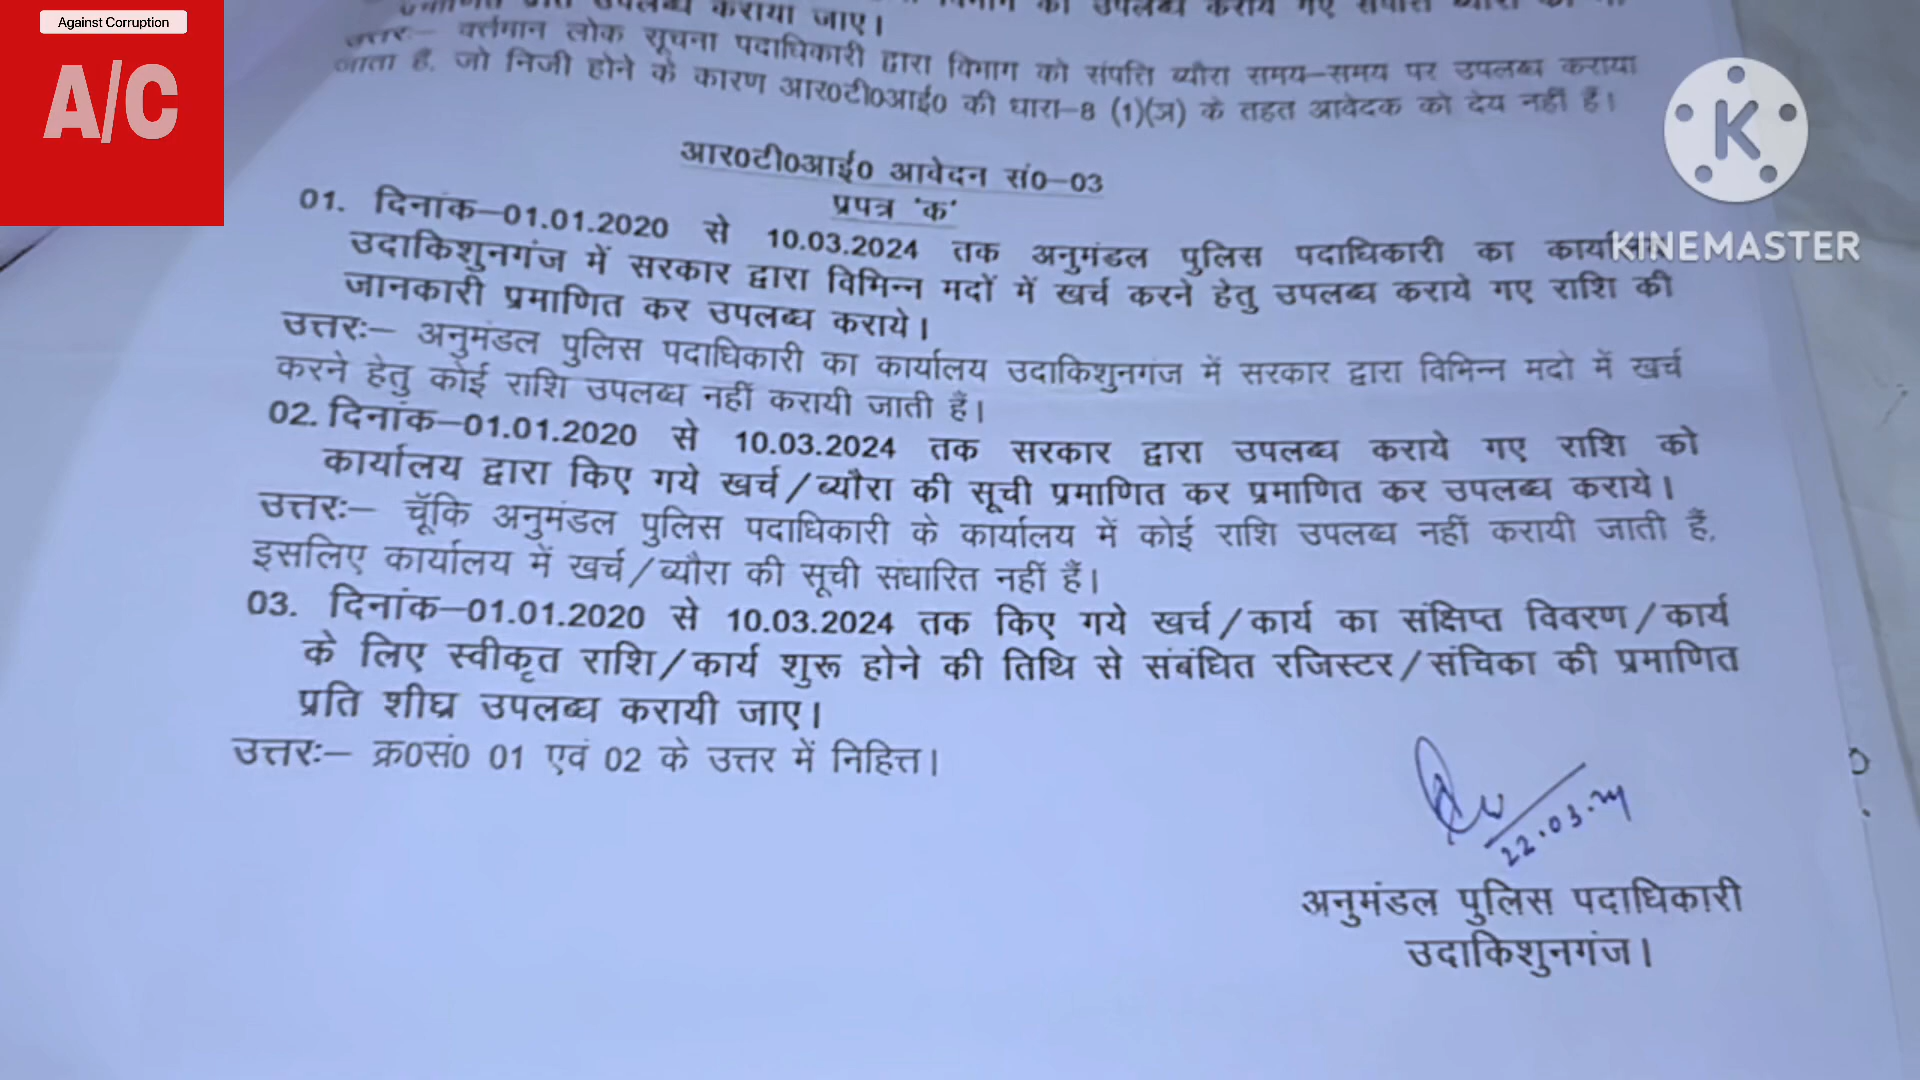 Against Corruption
A/C
उपलब्ध कराया जाए।
उत्तरः– वर्तमान लोक सूचना पदाधिकारी द्वारा विभाग को संपत्ति ब्यौरा समय–समय पर उपलब्ध कराया
जाता हैं, जो निजी होने के कारण आर0टी0आई0 की धारा–8 (1)(ञ) के तहत आवेदक को देय नहीं हैं।
K
KINEMASTER
आर0टी0आई0 आवेदन सं0–03
प्रपत्र 'क'
01. दिनांक–01.01.2020 से 10.03.2024 तक अनुमंडल पुलिस पदाधिकारी का
उदाकिशुनगंज में सरकार द्वारा विभिन्न मदों में खर्च करने हेतु उपलब्ध कराये गए राशि की
जानकारी प्रमाणित कर उपलब्ध कराये।
उत्तरः– अनुमंडल पुलिस पदाधिकारी का कार्यालय उदाकिशुनगंज में सरकार द्वारा विभिन्न मदो में खर्च
करने हेतु कोई राशि उपलब्ध नहीं करायी जाती हैं।
02. दिनांक–01.01.2020 से 10.03.2024 तक सरकार द्वारा उपलब्ध कराये गए राशि को
कार्यालय द्वारा किए गये खर्च/ब्यौरा की सूची प्रमाणित कर प्रमाणित कर उपलब्ध कराये।
उत्तरः– चूॅकि अनुमंडल पुलिस पदाधिकारी के कार्यालय में कोई राशि उपलब्ध नहीं करायी जाती हैं,
इसलिए कार्यालय में खर्च/ब्यौरा की सूची संधारित नहीं हैं।
03. दिनांक–01.01.2020 से 10.03.2024 तक किए गये खर्च/कार्य का संक्षिप्त विवरण/कार्य
के लिए स्वीकृत राशि/कार्य शुरू होने की तिथि से संबंधित रजिस्टर/संचिका की प्रमाणित
प्रति शीघ्र उपलब्ध करायी जाए।
उत्तरः– क्र0सं0 01 एवं 02 के उत्तर में निहित्त।
22.03.24
अनुमंडल पुलिस पदाधिकारी
उदाकिशुनगंज।